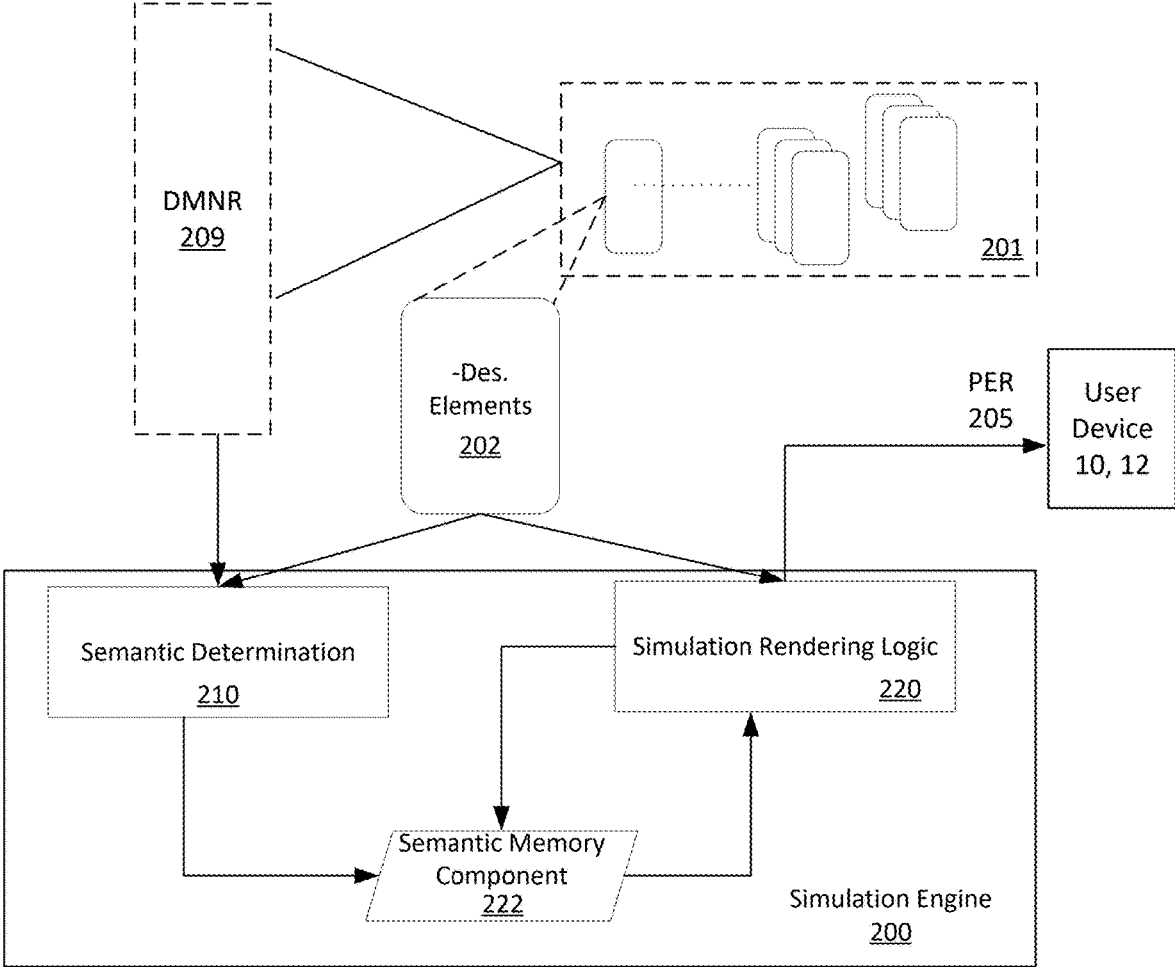 DMNR
209
201
-Des.
Elements
202
PER
205
User
Device
10, 12
Semantic Determination
210
Simulation Rendering Logic
220
Semantic Memory
Component
222
Simulation Engine
200